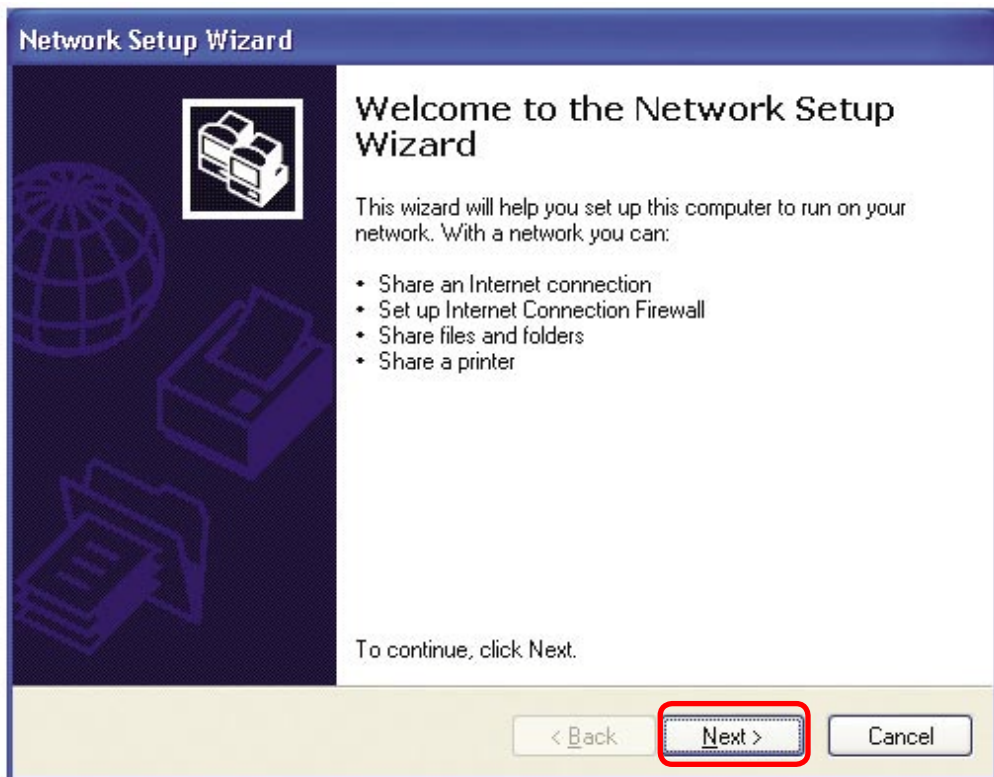 Network Setup Wizard
Welcome to the Network Setup
Wizard
This wizard will help you set up this computer to run on your
network. With a network you can:
• Share an Internet connection
• Set up Internet Connection Firewall
• Share files and folders
• Share a printer
To continue, click Next.
< Back Next > Cancel